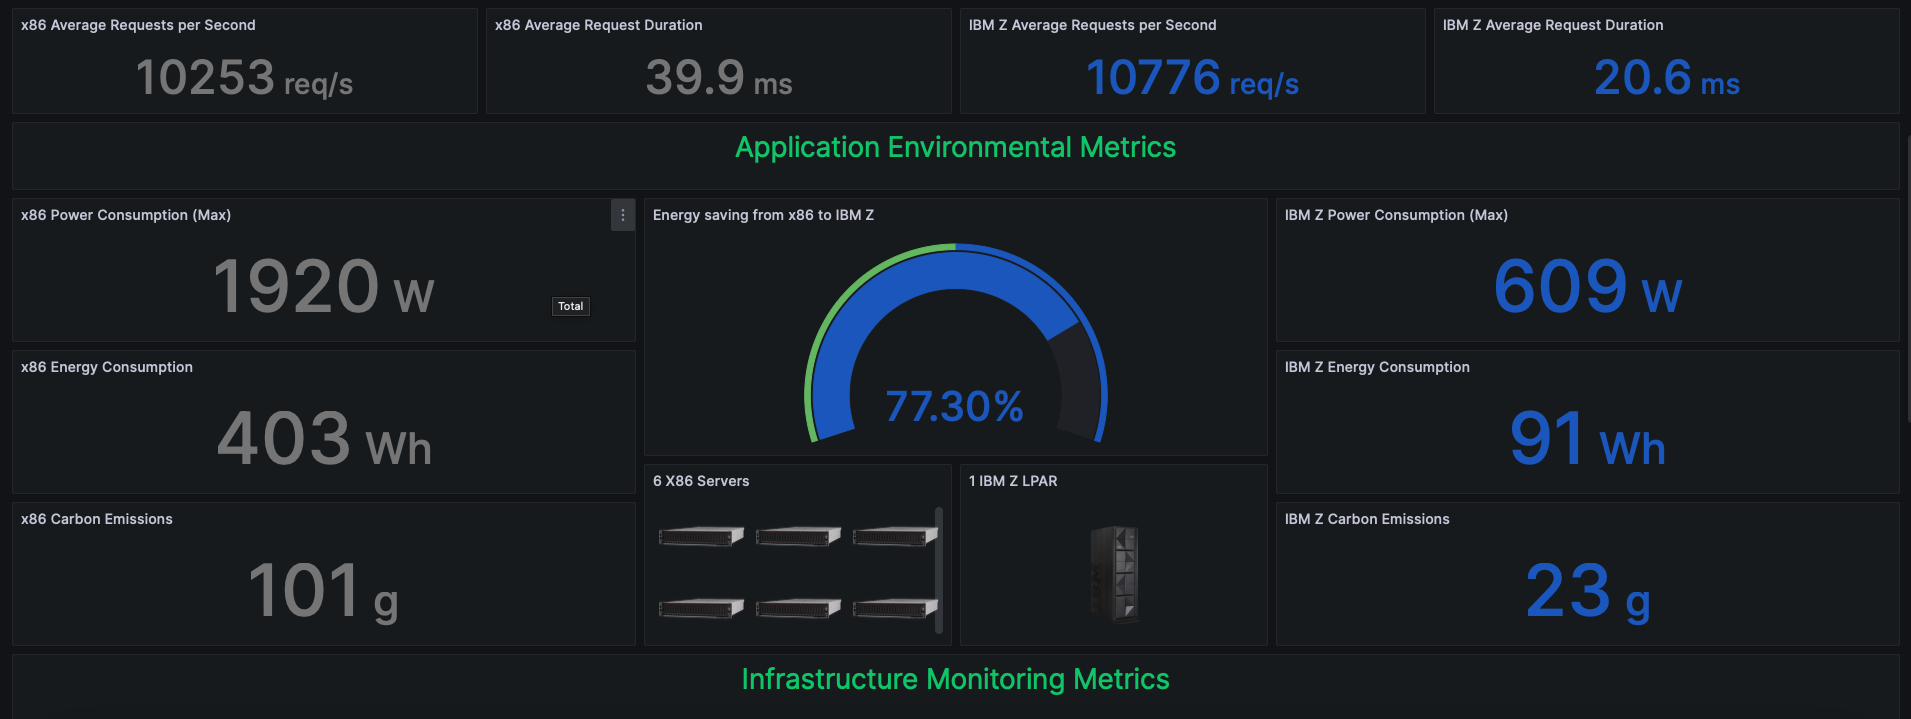 x86 Average Requests per Second
10253 req/s
x86 Average Request Duration
39.9 ms
IBM Z Average Requests per Second
10776 req/s
IBM Z Average Request Duration
20.6 ms
Application Environmental Metrics
x86 Power Consumption (Max)
1920 W
Total
x86 Energy Consumption
403 Wh
x86 Carbon Emissions
101 g
Energy saving from x86 to IBM Z
77.30%
6 X86 Servers
1 IBM Z LPAR
IBM Z Power Consumption (Max)
609 W
IBM Z Energy Consumption
91 Wh
IBM Z Carbon Emissions
23 g
Infrastructure Monitoring Metrics